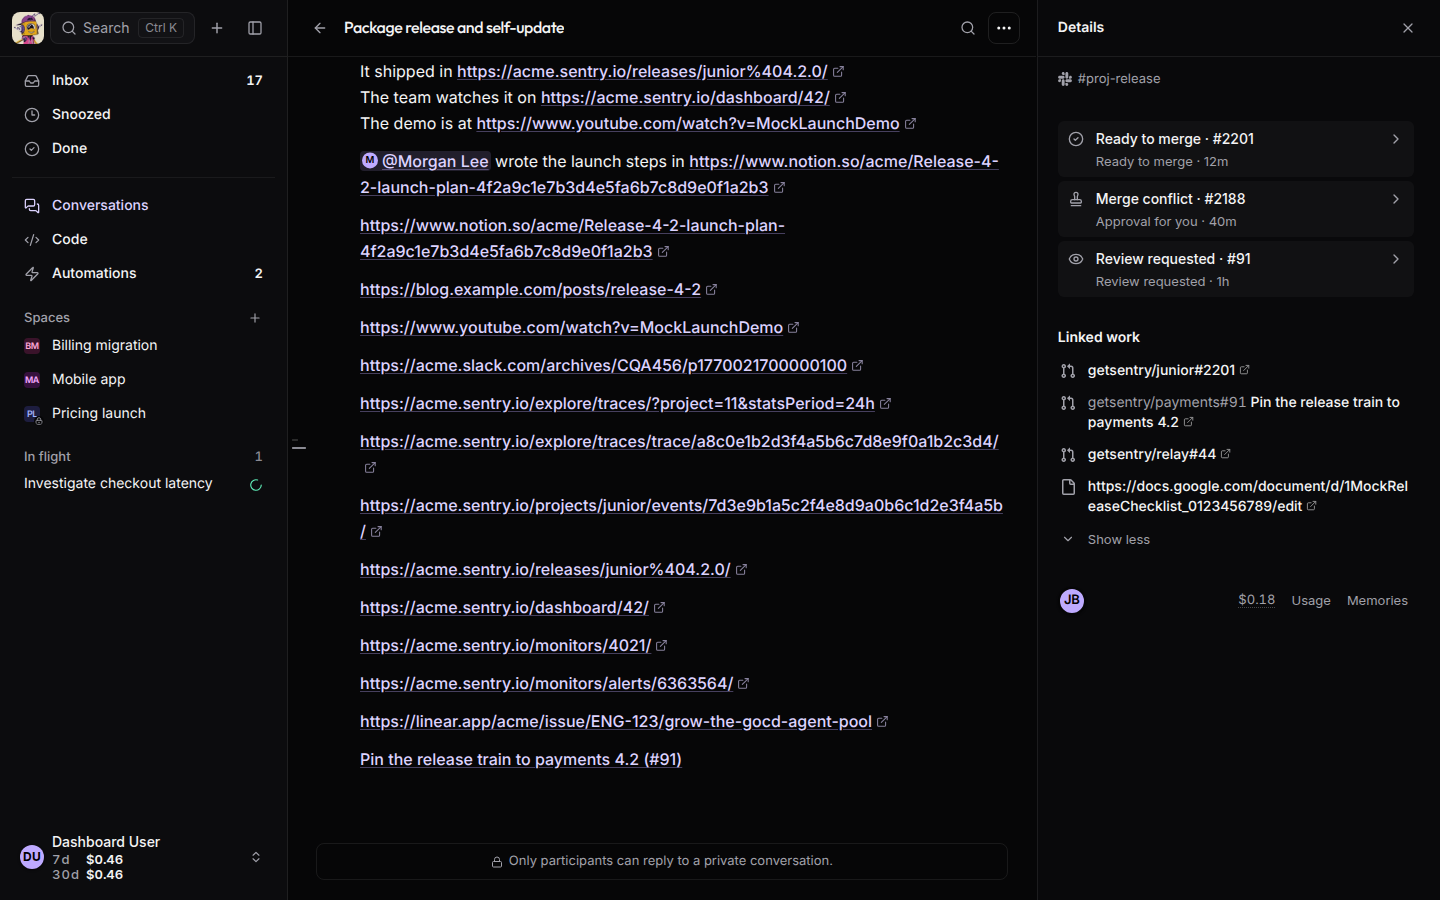 Search Ctrl K
Inbox 17
Snoozed
Done
Conversations
Code
Automations 2
Spaces
BM Billing migration
MA Mobile app
PL Pricing launch
In flight 1
Investigate checkout latency
DU Dashboard User
7d $0.46
30d $0.46
Package release and self-update
It shipped in https://acme.sentry.io/releases/junior%404.2.0/
The team watches it on https://acme.sentry.io/dashboard/42/
The demo is at https://www.youtube.com/watch?v=MockLaunchDemo
M @Morgan Lee wrote the launch steps in https://www.notion.so/acme/Release-4-
2-launch-plan-4f2a9c1e7b3d4e5fa6b7c8d9e0f1a2b3
https://www.notion.so/acme/Release-4-2-launch-plan-
4f2a9c1e7b3d4e5fa6b7c8d9e0f1a2b3
https://blog.example.com/posts/release-4-2
https://www.youtube.com/watch?v=MockLaunchDemo
https://acme.slack.com/archives/CQA456/p1770021700000100
https://acme.sentry.io/explore/traces/?project=11&statsPeriod=24h
https://acme.sentry.io/explore/traces/trace/a8c0e1b2d3f4a5b6c7d8e9f0a1b2c3d4/
https://acme.sentry.io/projects/junior/events/7d3e9b1a5c2f4e8d9a0b6c1d2e3f4a5b
/
https://acme.sentry.io/releases/junior%404.2.0/
https://acme.sentry.io/dashboard/42/
https://acme.sentry.io/monitors/4021/
https://acme.sentry.io/monitors/alerts/6363564/
https://linear.app/acme/issue/ENG-123/grow-the-gocd-agent-pool
Pin the release train to payments 4.2 (#91)
Only participants can reply to a private conversation.
Details
#proj-release
Ready to merge · #2201
Ready to merge · 12m
Merge conflict · #2188
Approval for you · 40m
Review requested · #91
Review requested · 1h
Linked work
getsentry/junior#2201
getsentry/payments#91 Pin the release train to
payments 4.2
getsentry/relay#44
https://docs.google.com/document/d/1MockRel
easeChecklist_0123456789/edit
Show less
JB $0.18 Usage Memories